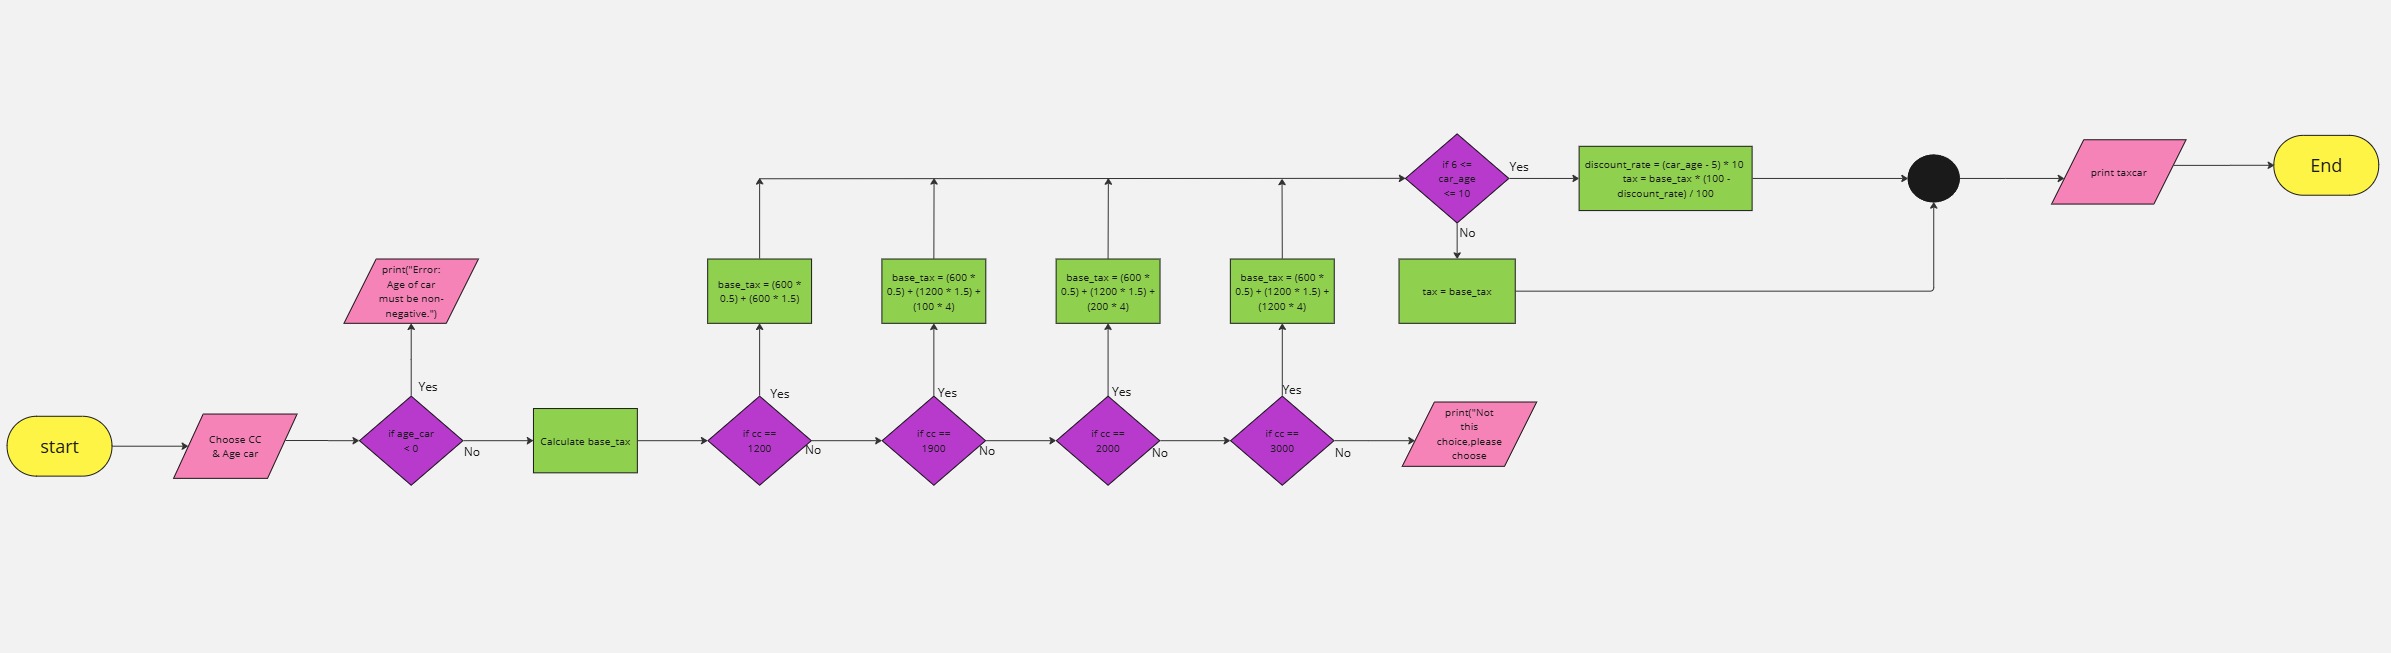 start
Choose CC
& Age car
if age_car
< 0
Yes
No
print("Error:
Age of car
must be non-
negative.")
Calculate base_tax
if cc ==
1200
Yes
No
base_tax = (600 *
0.5) + (600 * 1.5)
if cc ==
1900
Yes
No
base_tax = (600 *
0.5) + (1200 * 1.5) +
(100 * 4)
if cc ==
2000
Yes
No
base_tax = (600 *
0.5) + (1200 * 1.5) +
(200 * 4)
if cc ==
3000
Yes
No
base_tax = (600 *
0.5) + (1200 * 1.5) +
(1200 * 4)
print("Not
this
choice,please
choose
if 6 <=
car_age
<= 10
Yes
No
discount_rate = (car_age - 5) * 10
tax = base_tax * (100 -
discount_rate) / 100
tax = base_tax
print taxcar
End